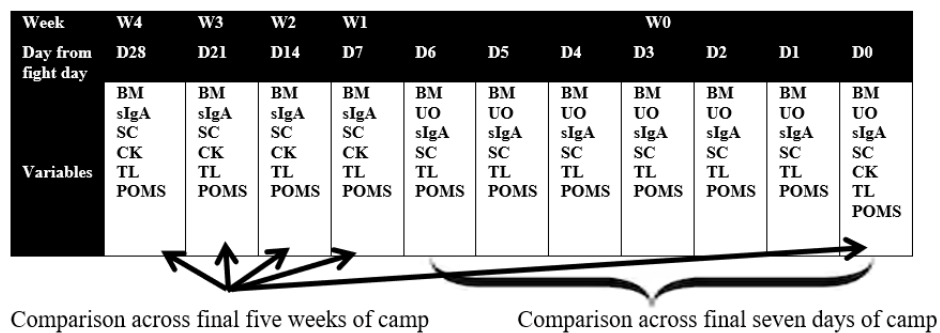 Week W4 W3 W2 W1 W0
Day from fight day D28 D21 D14 D7 D6 D5 D4 D3 D2 D1 D0
Variables
BM BM BM BM BM BM BM BM BM BM BM
sIgA sIgA sIgA sIgA UO UO UO UO UO UO UO
SC SC SC SC sIgA sIgA sIgA sIgA sIgA sIgA sIgA
CK CK CK CK SC SC SC SC SC SC SC
TL TL TL TL TL TL TL TL TL TL CK
POMS POMS POMS POMS POMS POMS POMS POMS POMS POMS TL
POMS
Comparison across final five weeks of camp Comparison across final seven days of camp